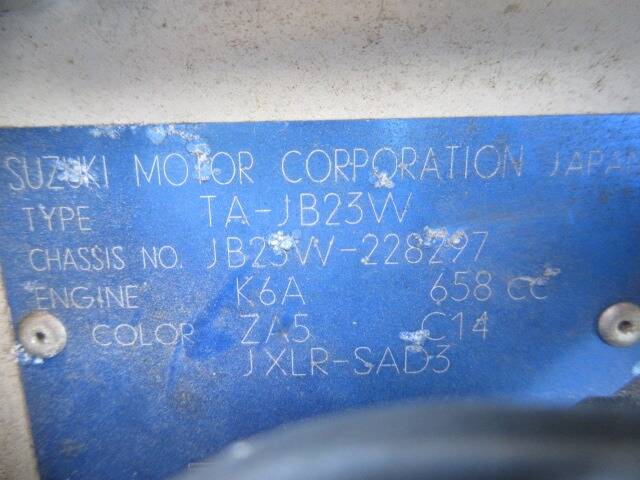 SUZUKI MOTOR CORPORATION JAPAN
TYPE TA-JB23W
CHASSIS NO. JB23W-228297
ENGINE K6A 658 cc
COLOR ZA5 C14
JXLR-SAD3